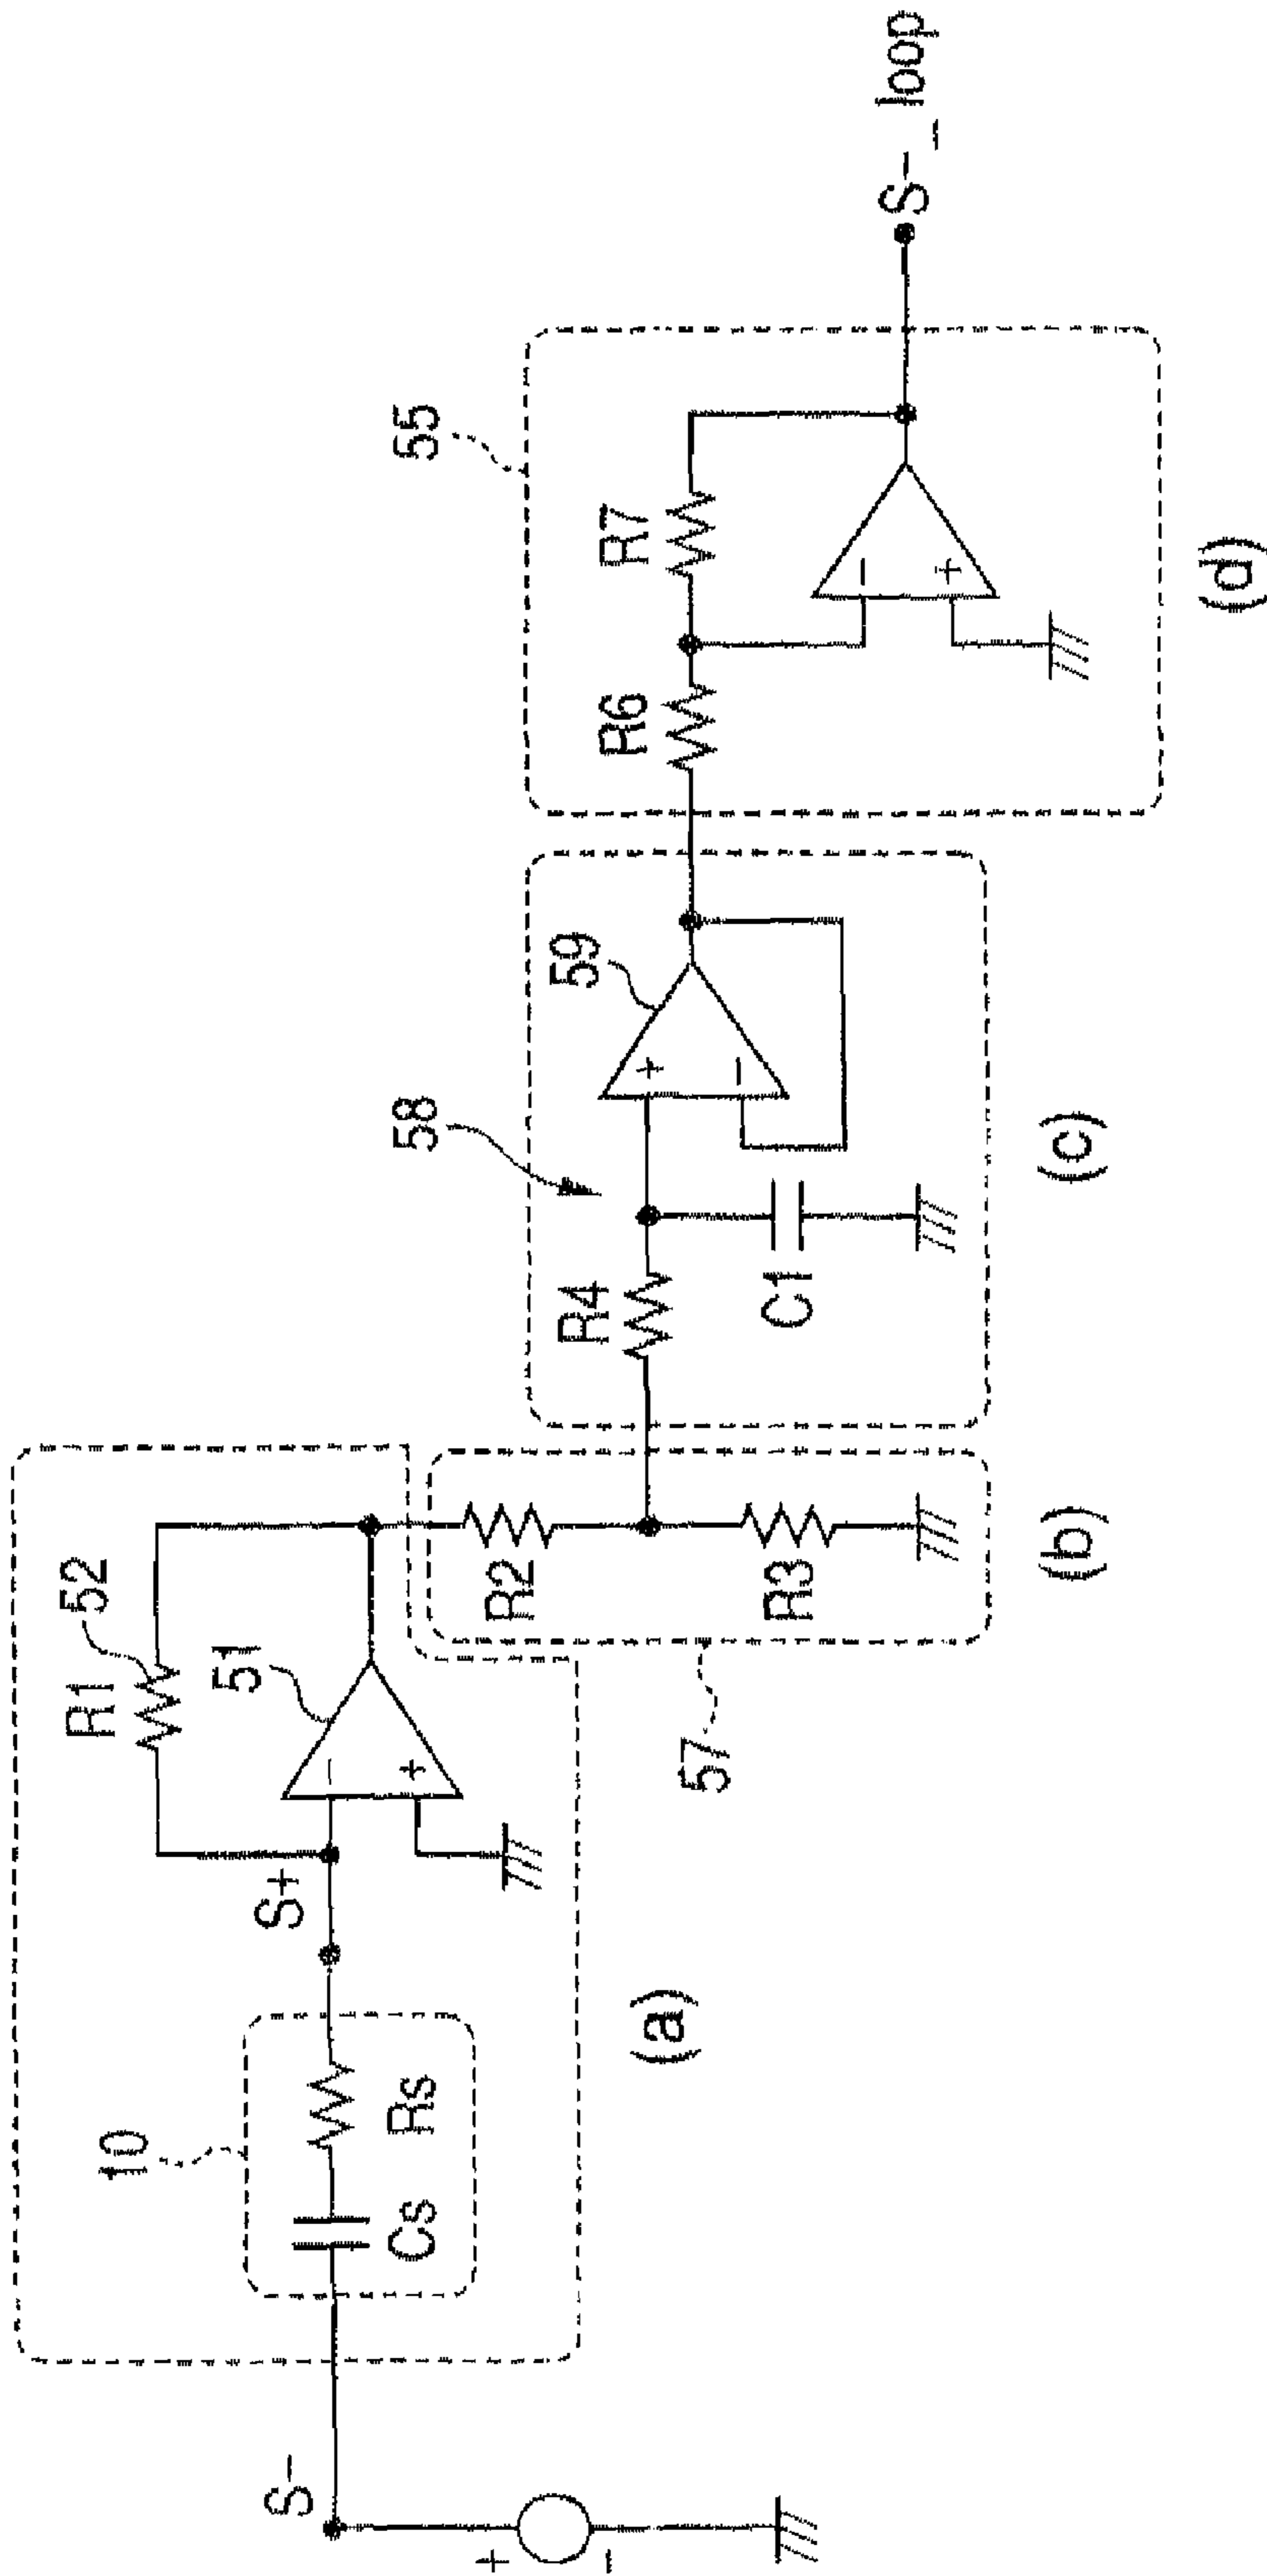 S−
+
−
10
Cs
Rs
S+
R1
52
51
−
+
(a)
R2
R3
57
(b)
58
R4
C1
59
+
−
(c)
55
R6
R7
−
+
(d)
S−_loop